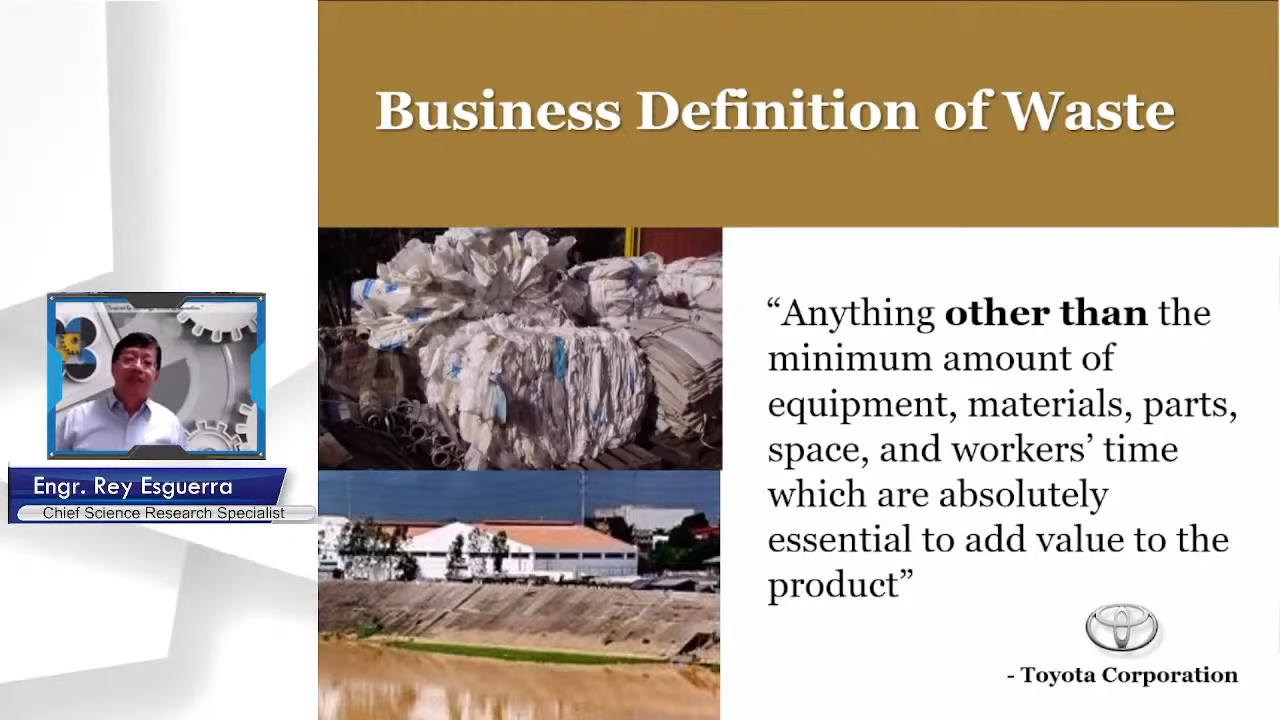 Business Definition of Waste
“Anything other than the
minimum amount of
equipment, materials, parts,
space, and workers’ time
which are absolutely
essential to add value to the
product”
- Toyota Corporation
Engr. Rey Esguerra
Chief Science Research Specialist